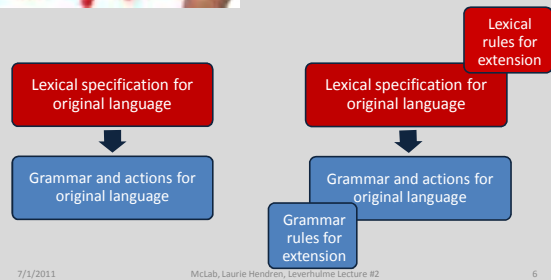 Lexical
rules for
extension
Lexical specification for
original language
Lexical specification for
original language
Grammar and actions for
original language
Grammar and actions for
original language
Grammar
rules for
extension
7/1/2011
McLab, Laurie Hendren, Leverhulme Lecture #2
6